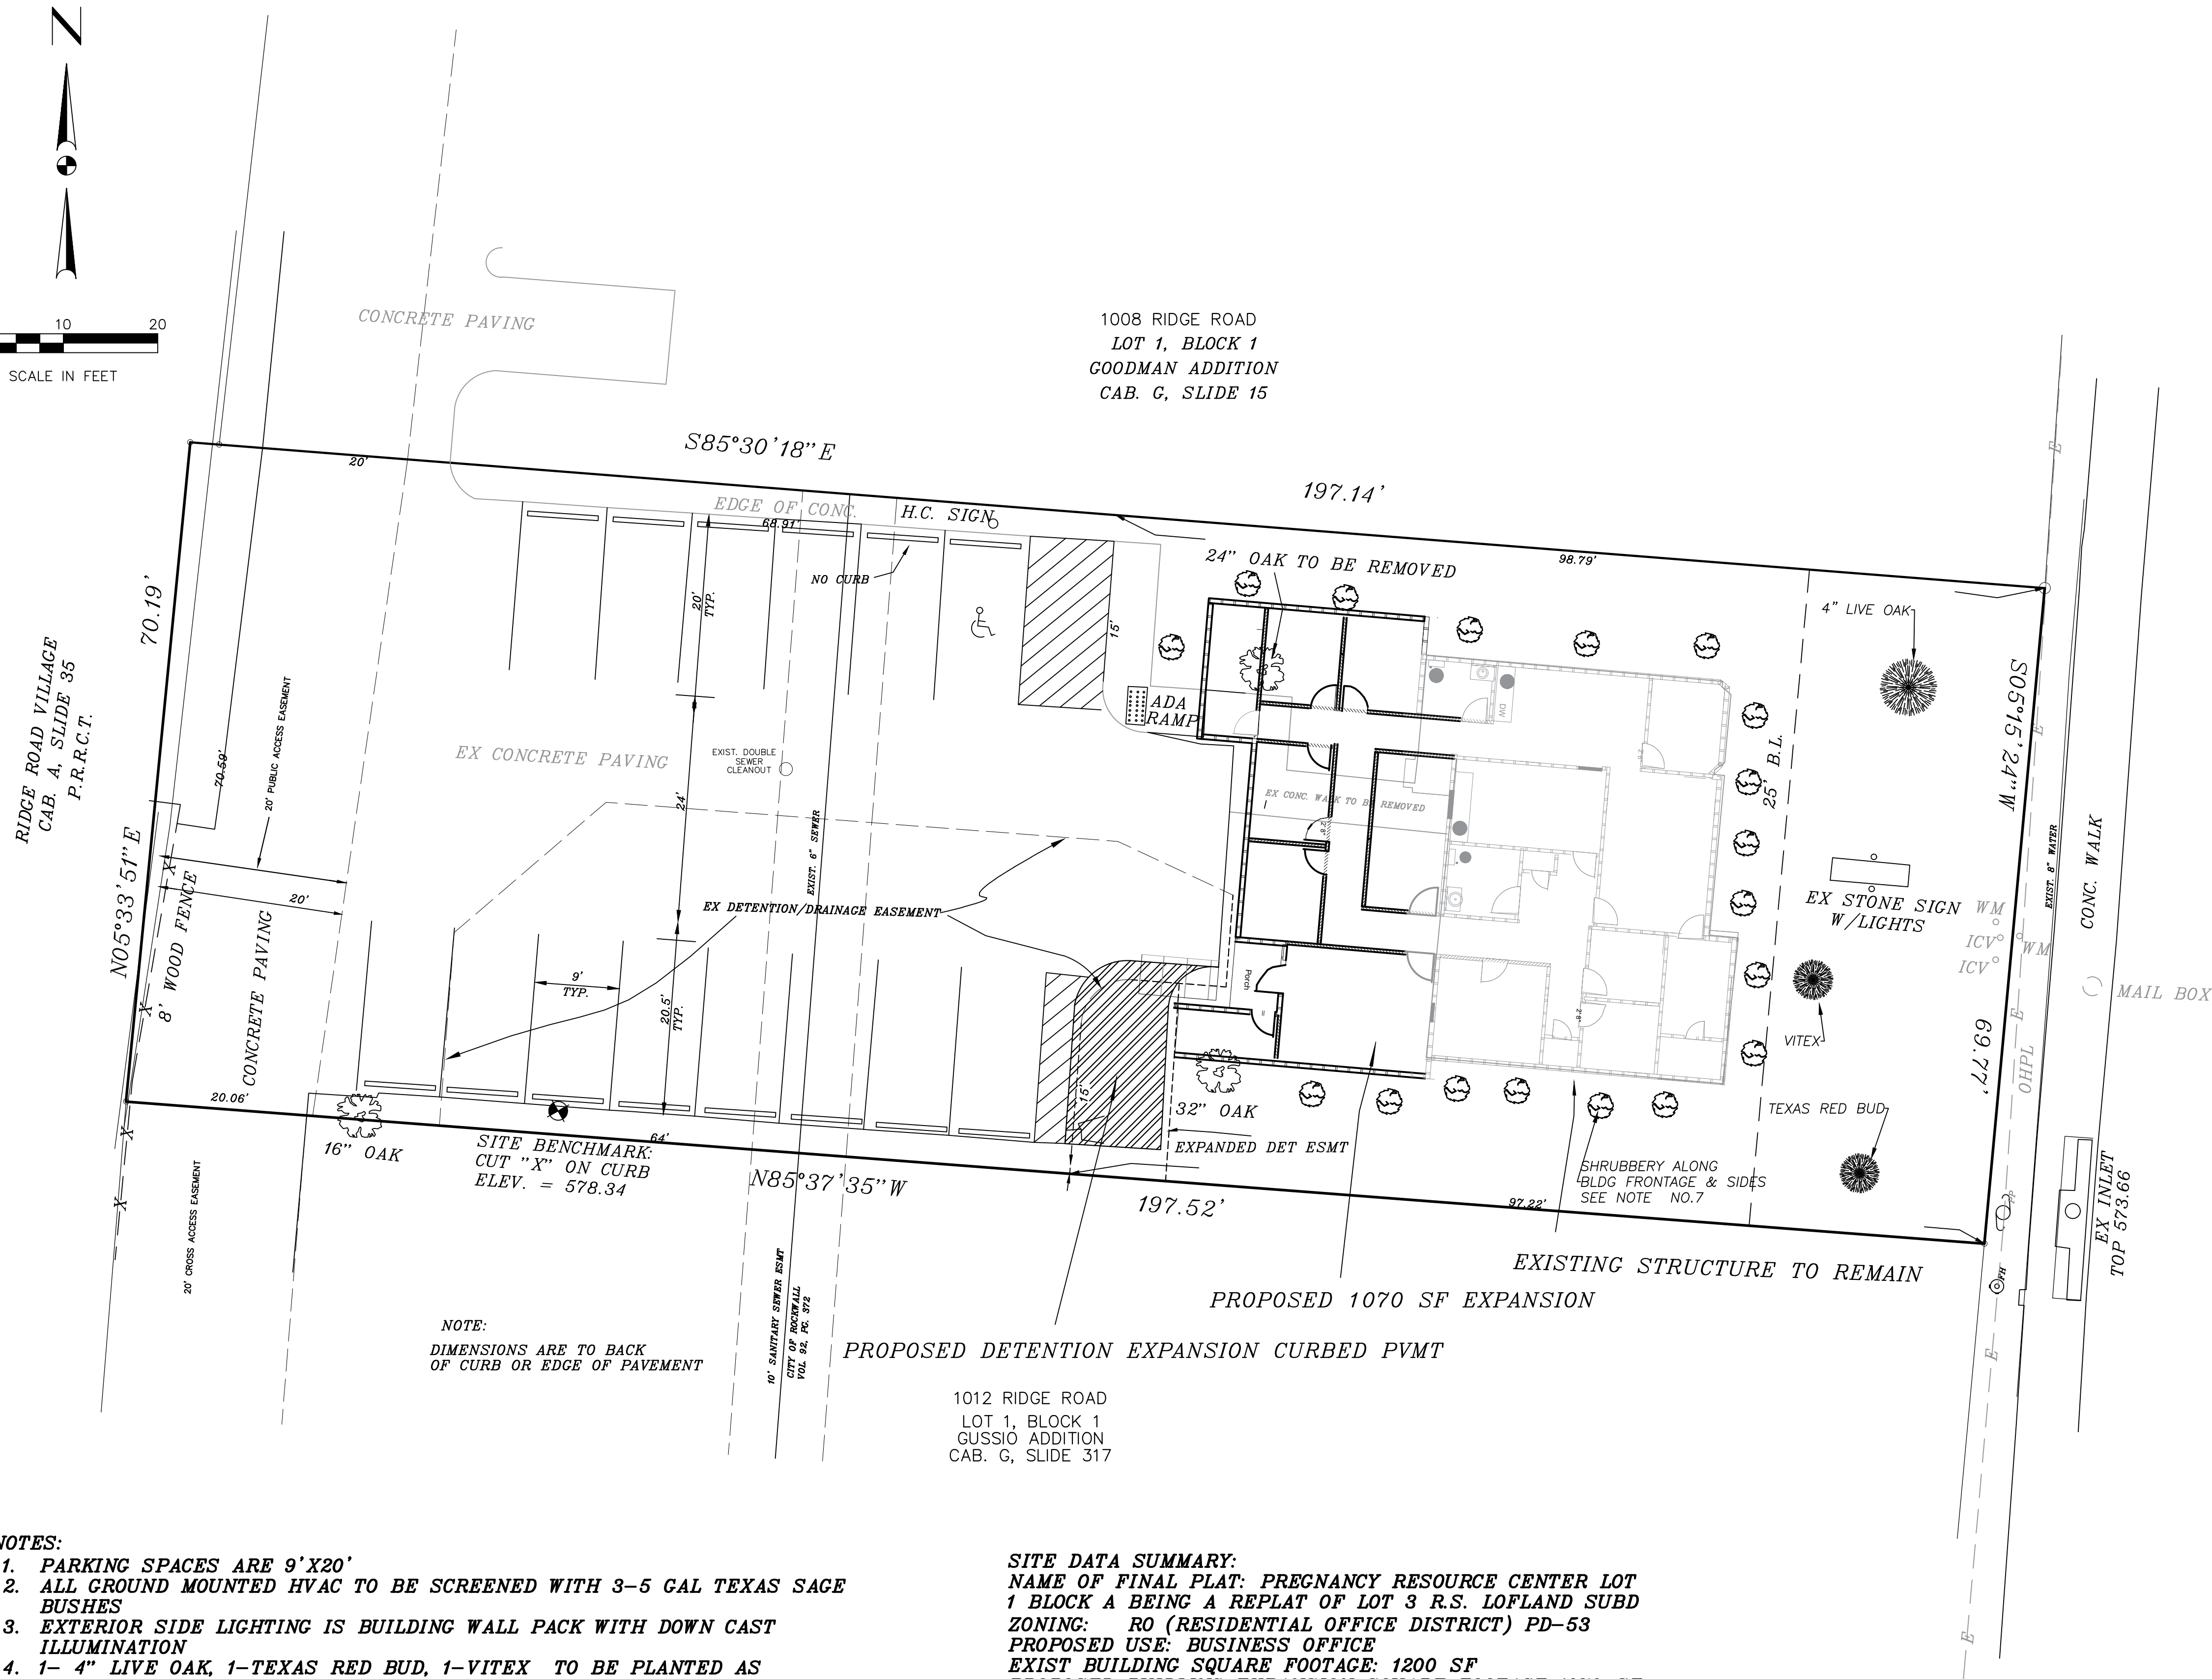 N
10 20
SCALE IN FEET
CONCRETE PAVING
1008 RIDGE ROAD
LOT 1, BLOCK 1
GOODMAN ADDITION
CAB. G, SLIDE 15
S85°30'18" E
197.14'
20'
EDGE OF CONC.
68.91'
H.C. SIGN
NO CURB
20'
TYP.
24" OAK TO BE REMOVED
98.79'
4" LIVE OAK
70.19'
N05°33'51" E
RIDGE ROAD VILLAGE
CAB. A, SLIDE 35
P.R.R.C.T.
70.59'
20' PUBLIC ACCESS EASEMENT
15'
ADA
RAMP
DW
EX CONCRETE PAVING
EXIST. DOUBLE
SEWER
CLEANOUT
24'
EXIST. 6" SEWER
EX CONC. WALK TO BE REMOVED
25' B.L.
S05°15'24" W
69.77'
EXIST. 8" WATER
CONC. WALK
EX STONE SIGN
W/LIGHTS
WM
ICV
WM
ICV
MAIL BOX
20'
8' WOOD FENCE
CONCRETE PAVING
EX DETENTION/DRAINAGE EASEMENT
9'
TYP.
20.5'
TYP.
Porch
2'8"
VITEX
OHPL
E
E
E
E
E
E
X
X
X
X
TEXAS RED BUD
20.06'
16" OAK
SITE BENCHMARK:
CUT "X" ON CURB
ELEV. = 578.34
64'
N85°37'35" W
197.52'
15'
32" OAK
EXPANDED DET ESMT
SHRUBBERY ALONG
BLDG FRONTAGE & SIDES
SEE NOTE NO.7
97.22'
PP
FH
EX INLET
TOP 573.66
20' CROSS ACCESS EASEMENT
10' SANITARY SEWER ESMT
CITY OF ROCKWALL
VOL 92, PG. 372
EXISTING STRUCTURE TO REMAIN
PROPOSED 1070 SF EXPANSION
PROPOSED DETENTION EXPANSION CURBED PVMT
NOTE:
DIMENSIONS ARE TO BACK
OF CURB OR EDGE OF PAVEMENT
1012 RIDGE ROAD
LOT 1, BLOCK 1
GUSSIO ADDITION
CAB. G, SLIDE 317
NOTES:
1. PARKING SPACES ARE 9'X20'
2. ALL GROUND MOUNTED HVAC TO BE SCREENED WITH 3-5 GAL TEXAS SAGE
BUSHES
3. EXTERIOR SIDE LIGHTING IS BUILDING WALL PACK WITH DOWN CAST
ILLUMINATION
4. 1- 4" LIVE OAK, 1-TEXAS RED BUD, 1-VITEX TO BE PLANTED AS
SITE DATA SUMMARY:
NAME OF FINAL PLAT: PREGNANCY RESOURCE CENTER LOT
1 BLOCK A BEING A REPLAT OF LOT 3 R.S. LOFLAND SUBD
ZONING: RO (RESIDENTIAL OFFICE DISTRICT) PD-53
PROPOSED USE: BUSINESS OFFICE
EXIST BUILDING SQUARE FOOTAGE: 1200 SF